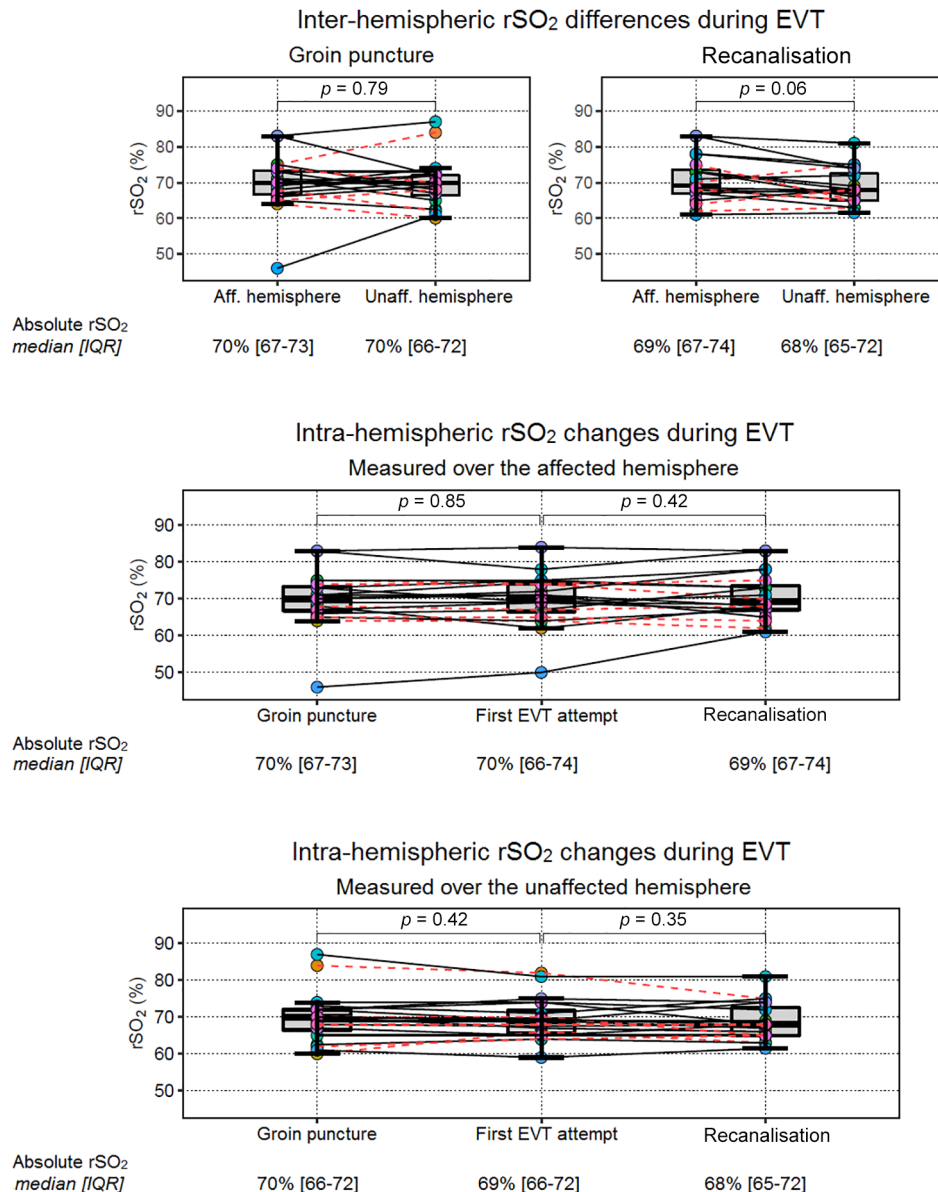 Inter-hemispheric rSO₂ differences during EVT
Groin puncture
Recanalisation
p = 0.79
p = 0.06
rSO₂ (%)
90
80
70
60
50
rSO₂ (%)
90
80
70
60
50
Aff. hemisphere Unaff. hemisphere
Aff. hemisphere Unaff. hemisphere
Absolute rSO₂
median [IQR] 70% [67-73] 70% [66-72] 69% [67-74] 68% [65-72]
Intra-hemispheric rSO₂ changes during EVT
Measured over the affected hemisphere
p = 0.85
p = 0.42
rSO₂ (%)
90
80
70
60
50
Groin puncture First EVT attempt Recanalisation
Absolute rSO₂
median [IQR] 70% [67-73] 70% [66-74] 69% [67-74]
Intra-hemispheric rSO₂ changes during EVT
Measured over the unaffected hemisphere
p = 0.42
p = 0.35
rSO₂ (%)
90
80
70
60
50
Groin puncture First EVT attempt Recanalisation
Absolute rSO₂
median [IQR] 70% [66-72] 69% [66-72] 68% [65-72]